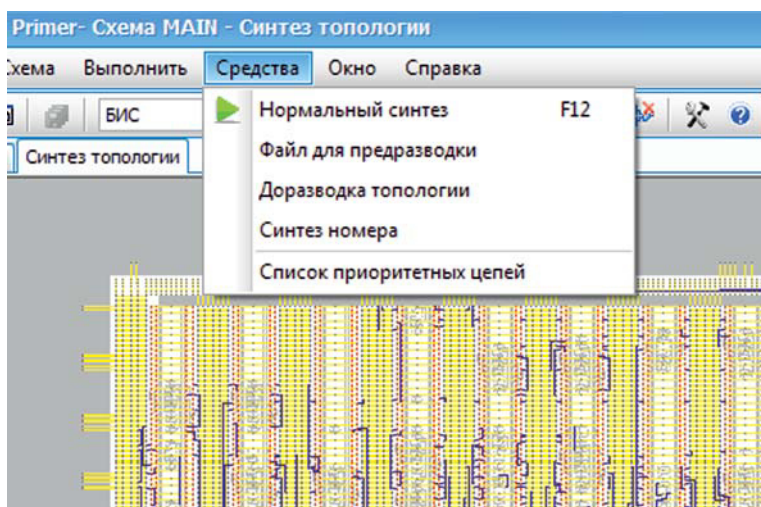 Primer- Схема MAIN - Синтез топологии
Схема Выполнить Средства Окно Справка
БИС
Синтез топологии
Нормальный синтез F12
Файл для предразводки
Доразводка топологии
Синтез номера
Список приоритетных цепей